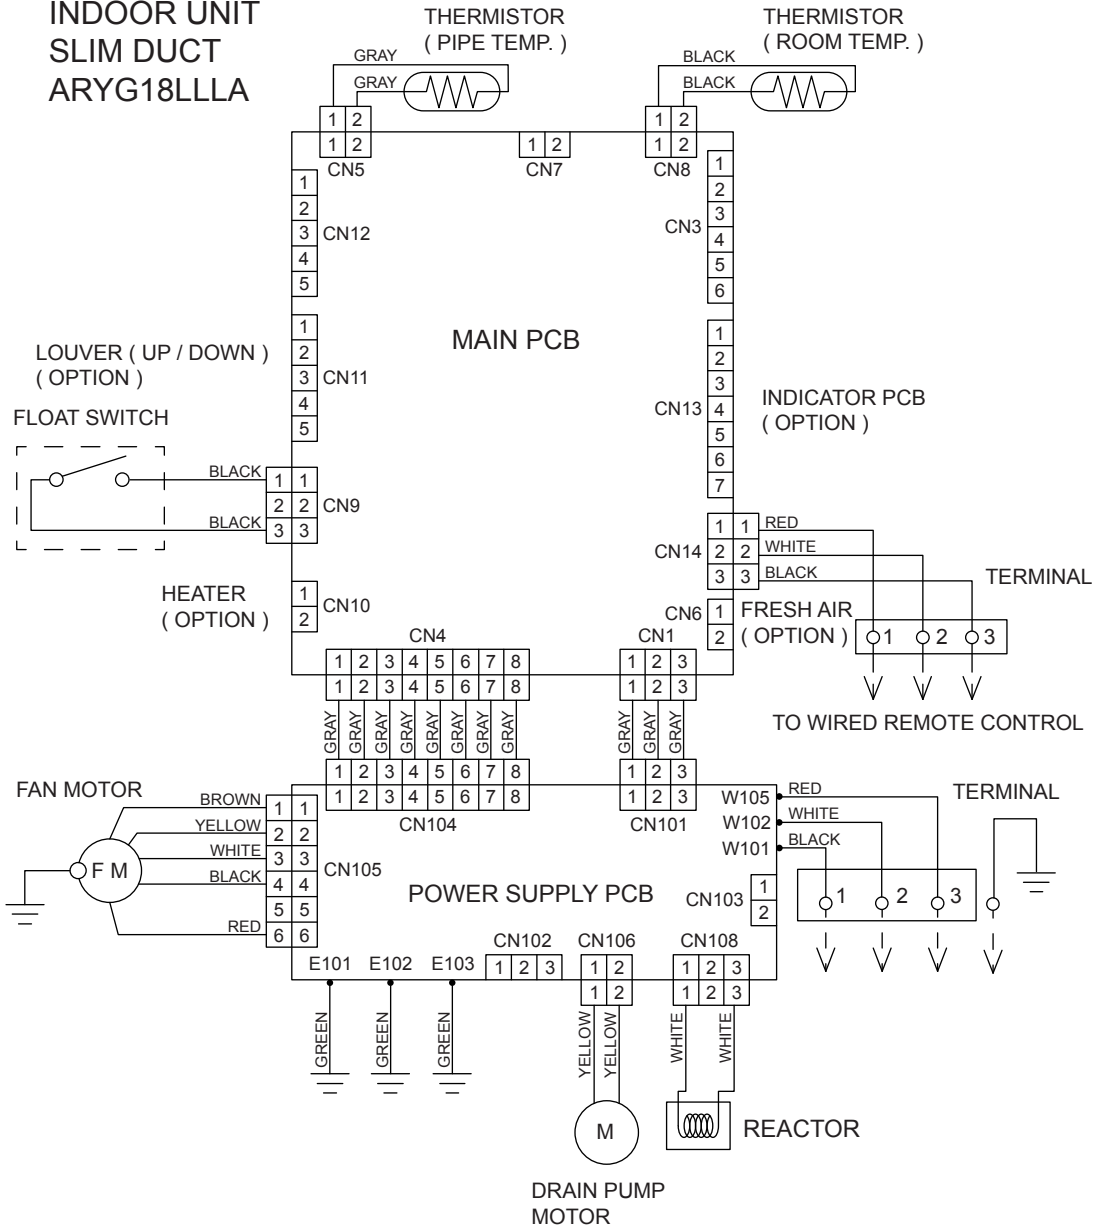 INDOOR UNIT
SLIM DUCT
ARYG18LLLA
THERMISTOR
( PIPE TEMP. )
THERMISTOR
( ROOM TEMP. )
GRAY
GRAY
BLACK
BLACK
1 2
1 2
CN5
1 2
CN7
1 2
1 2
CN8
1
2
3
4
5
CN12
1
2
3
4
5
6
CN3
MAIN PCB
LOUVER ( UP / DOWN )
( OPTION )
1
2
3
4
5
CN11
1
2
3
4
5
6
7
CN13
INDICATOR PCB
( OPTION )
FLOAT SWITCH
BLACK
BLACK
1 1
2 2
3 3
CN9
CN14
1 1
2 2
3 3
RED
WHITE
BLACK
TERMINAL
HEATER
( OPTION )
1
2
CN10
CN6
1
2
FRESH AIR
( OPTION )
1 2 3
TO WIRED REMOTE CONTROL
CN4
1 2 3 4 5 6 7 8
1 2 3 4 5 6 7 8
CN1
1 2 3
1 2 3
GRAY GRAY GRAY GRAY GRAY GRAY GRAY GRAY
GRAY GRAY GRAY
1 2 3 4 5 6 7 8
1 2 3 4 5 6 7 8
CN104
1 2 3
1 2 3
CN101
FAN MOTOR
F M
BROWN
YELLOW
WHITE
BLACK
RED
1 1
2 2
3 3
4 4
5 5
6 6
CN105
W105 RED
W102 WHITE
W101 BLACK
TERMINAL
1 2 3
POWER SUPPLY PCB
CN103
1
2
E101 E102 E103
CN102
1 2 3
CN106
1 2
1 2
CN108
1 2 3
1 2 3
GREEN GREEN GREEN
YELLOW YELLOW
WHITE WHITE
M
REACTOR
DRAIN PUMP
MOTOR